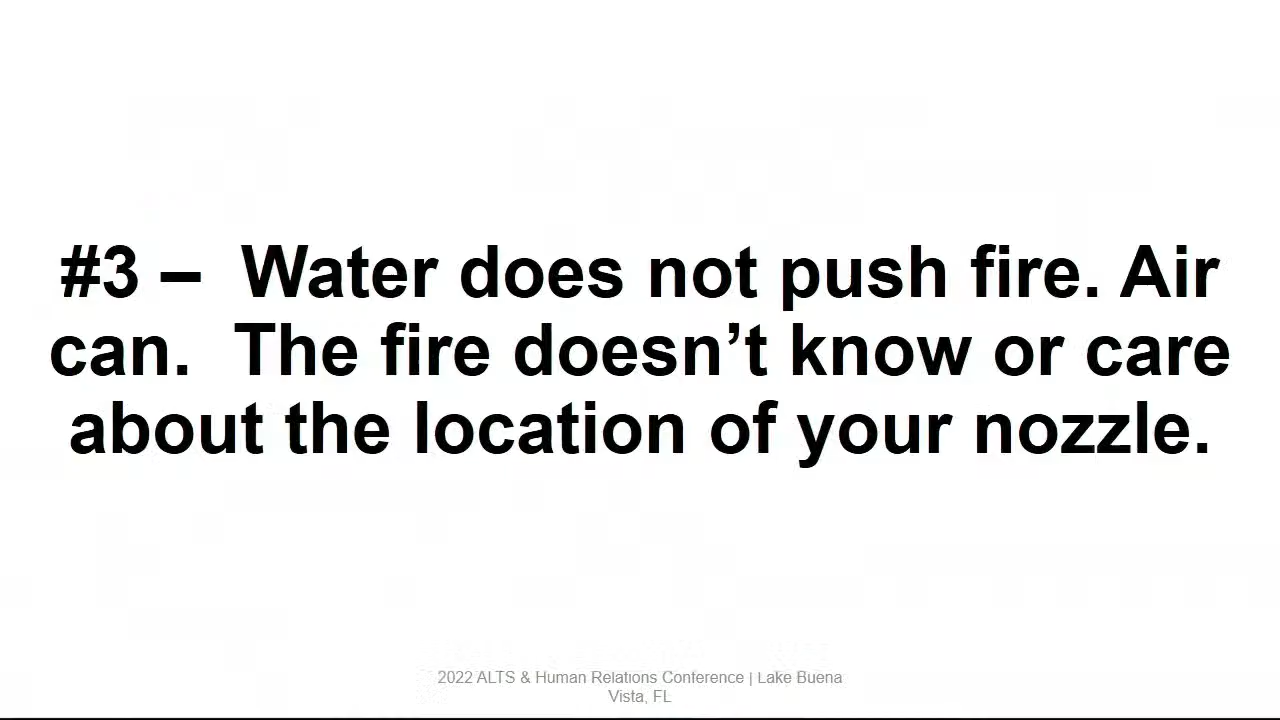 #3 –  Water does not push fire. Air
can.  The fire doesn’t know or care
about the location of your nozzle.
2022 ALTS & Human Relations Conference | Lake Buena
Vista, FL